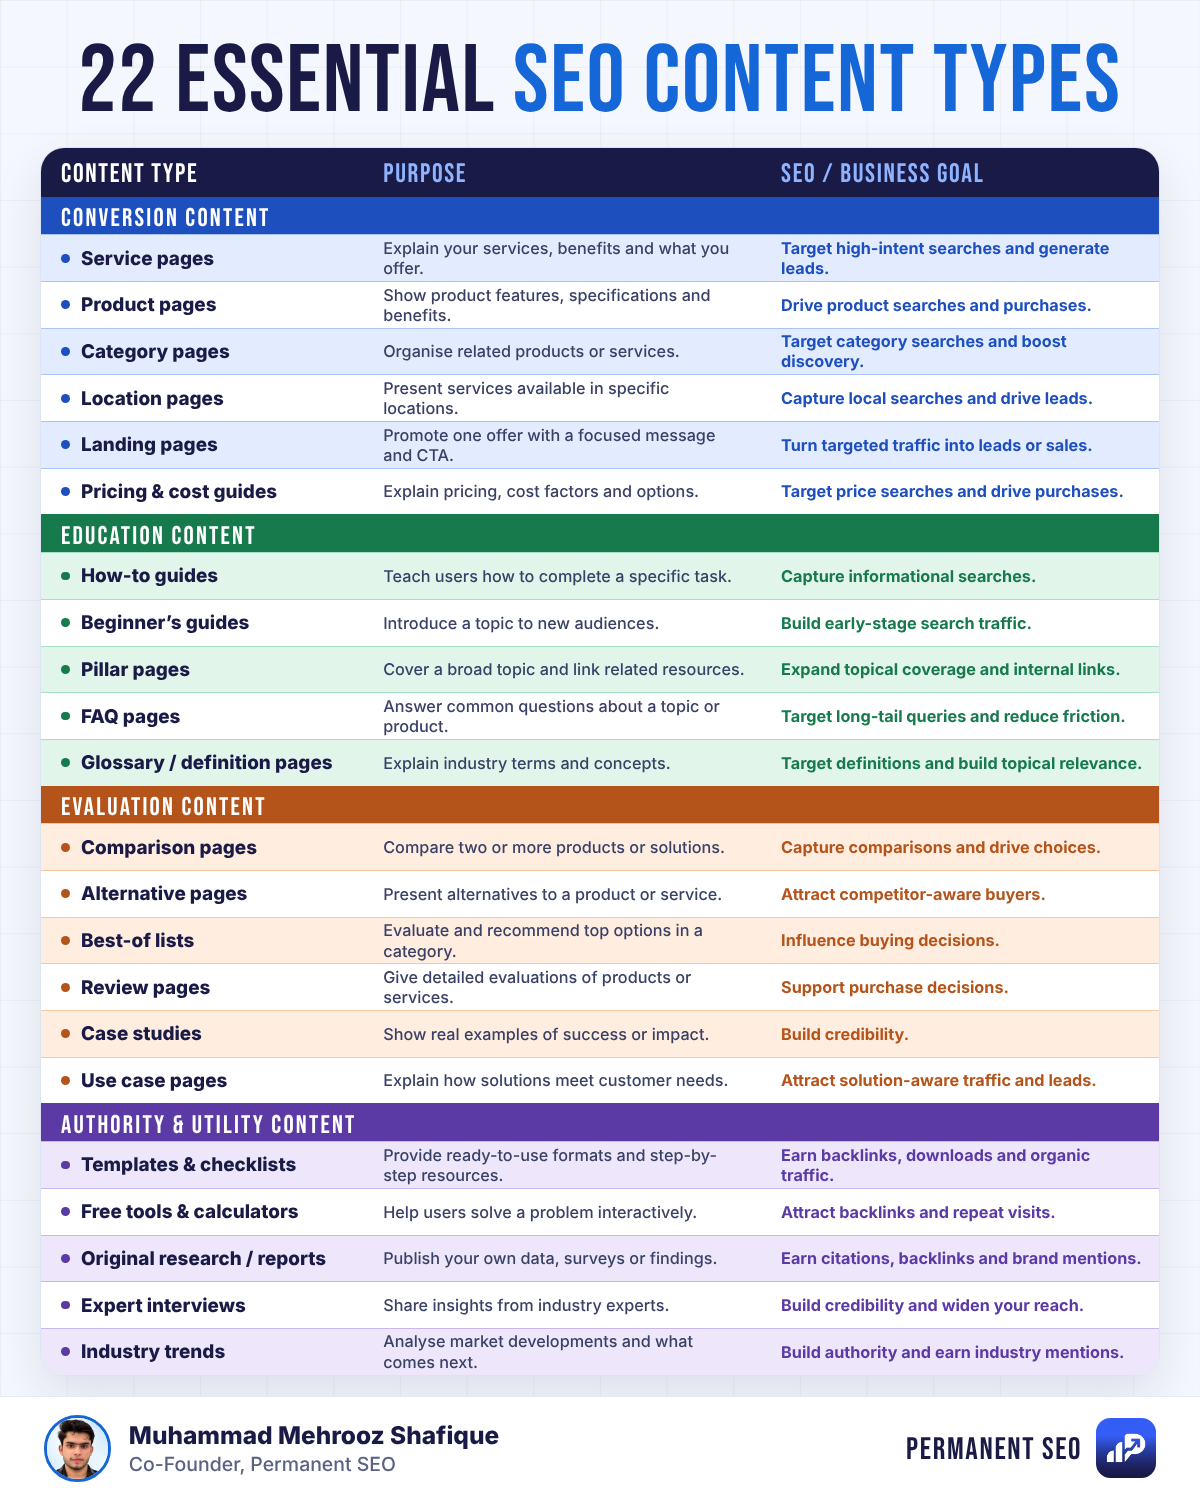 22 ESSENTIAL SEO CONTENT TYPES
CONTENT TYPE PURPOSE SEO / BUSINESS GOAL
CONVERSION CONTENT
Service pages
Explain your services, benefits and what you
offer.
Target high-intent searches and generate
leads.
Product pages
Show product features, specifications and
benefits.
Drive product searches and purchases.
Category pages
Organise related products or services.
Target category searches and boost
discovery.
Location pages
Present services available in specific
locations.
Capture local searches and drive leads.
Landing pages
Promote one offer with a focused message
and CTA.
Turn targeted traffic into leads or sales.
Pricing & cost guides
Explain pricing, cost factors and options.
Target price searches and drive purchases.
EDUCATION CONTENT
How-to guides
Teach users how to complete a specific task.
Capture informational searches.
Beginner’s guides
Introduce a topic to new audiences.
Build early-stage search traffic.
Pillar pages
Cover a broad topic and link related resources.
Expand topical coverage and internal links.
FAQ pages
Answer common questions about a topic or
product.
Target long-tail queries and reduce friction.
Glossary / definition pages
Explain industry terms and concepts.
Target definitions and build topical relevance.
EVALUATION CONTENT
Comparison pages
Compare two or more products or solutions.
Capture comparisons and drive choices.
Alternative pages
Present alternatives to a product or service.
Attract competitor-aware buyers.
Best-of lists
Evaluate and recommend top options in a
category.
Influence buying decisions.
Review pages
Give detailed evaluations of products or
services.
Support purchase decisions.
Case studies
Show real examples of success or impact.
Build credibility.
Use case pages
Explain how solutions meet customer needs.
Attract solution-aware traffic and leads.
AUTHORITY & UTILITY CONTENT
Templates & checklists
Provide ready-to-use formats and step-by-
step resources.
Earn backlinks, downloads and organic
traffic.
Free tools & calculators
Help users solve a problem interactively.
Attract backlinks and repeat visits.
Original research / reports
Publish your own data, surveys or findings.
Earn citations, backlinks and brand mentions.
Expert interviews
Share insights from industry experts.
Build credibility and widen your reach.
Industry trends
Analyse market developments and what
comes next.
Build authority and earn industry mentions.
Muhammad Mehrooz Shafique
Co-Founder, Permanent SEO
PERMANENT SEO